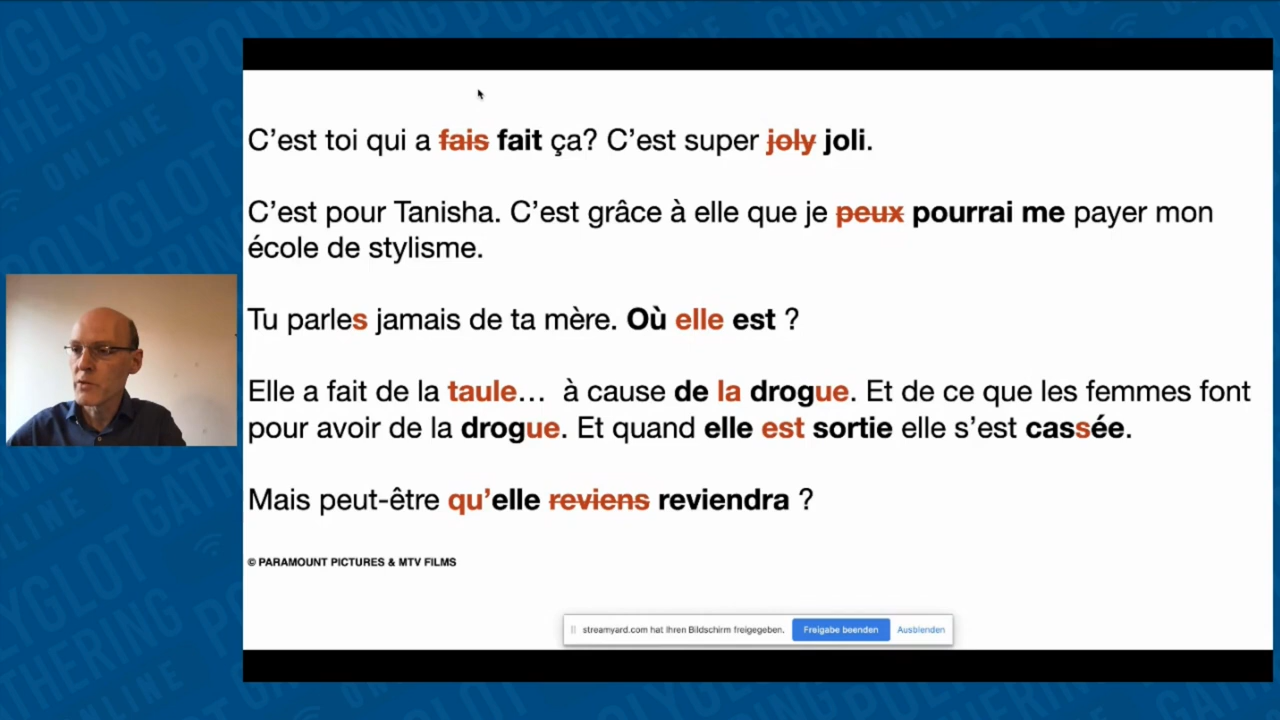 POLYGLOT GATHERING ONLINE
C'est toi qui a fais fait ça? C'est super joly joli.
C'est pour Tanisha. C'est grâce à elle que je peux pourrai me payer mon
école de stylisme.
Tu parles jamais de ta mère. Où elle est ?
Elle a fait de la taule… à cause de la drogue. Et de ce que les femmes font
pour avoir de la drogue. Et quand elle est sortie elle s'est cassée.
Mais peut-être qu'elle reviens reviendra ?
© PARAMOUNT PICTURES & MTV FILMS
streamyard.com hat Ihren Bildschirm freigegeben. Freigabe beenden Ausblenden